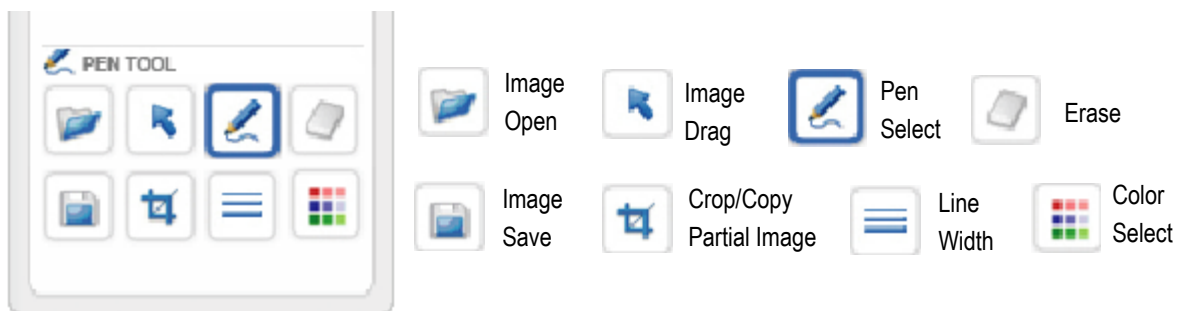 PEN TOOL
Image
Open
Image
Drag
Pen
Select
Erase
Image
Save
Crop/Copy
Partial Image
Line
Width
Color
Select